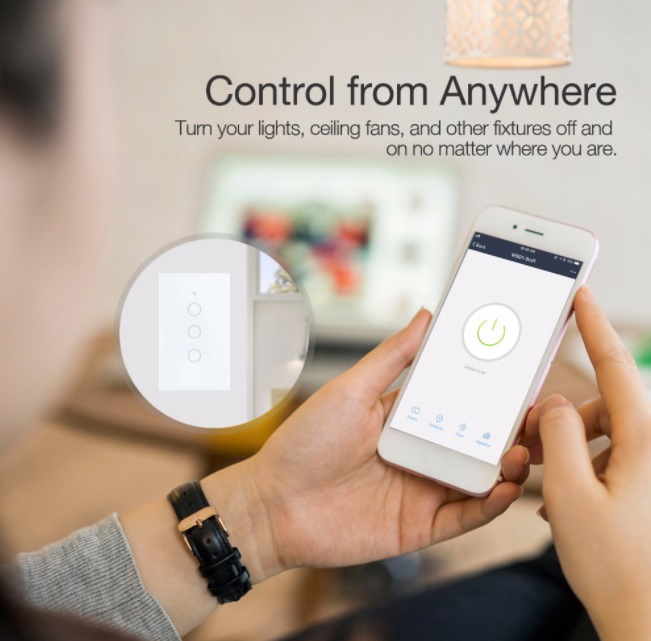 Control from Anywhere
Turn your lights, ceiling fans, and other fixtures off and
on no matter where you are.
Back